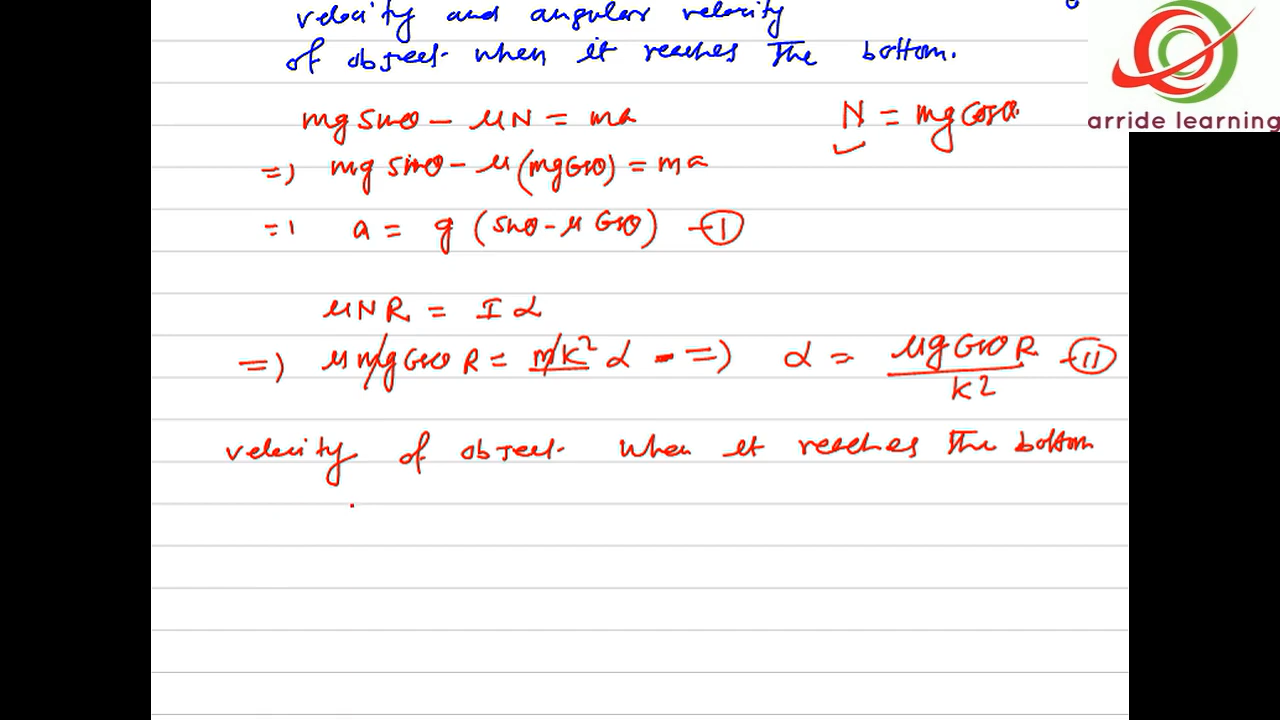 velocity and angular velocity
of object when it reaches the bottom.
arride learning
mg sinθ - μN = ma
N = mg cosθ
=) mg sinθ - μ(mg cosθ) = ma
=) a = g (sinθ - μ cosθ) - (I)
μNR = Iα
=) μ mg cosθ R = mk² α - =) α = μg cosθ R / k² - (II)
velocity of object when it reaches the bottom